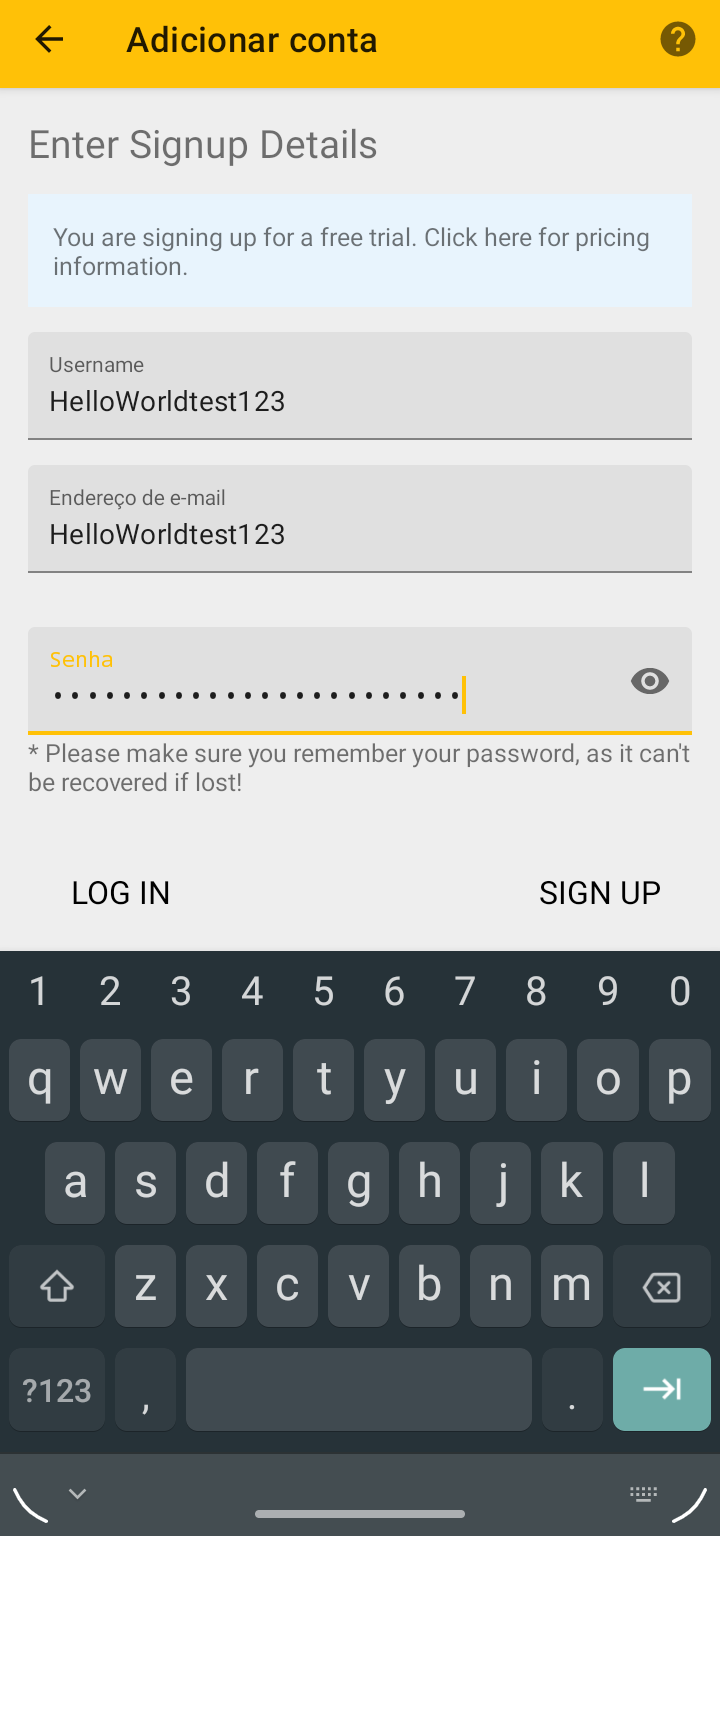 Adicionar conta
Enter Signup Details
You are signing up for a free trial. Click here for pricing
information.
Username
HelloWorldtest123
Endereço de e-mail
HelloWorldtest123
Senha
••••••••••••••••••••••••
* Please make sure you remember your password, as it can't
be recovered if lost!
LOG IN SIGN UP
1 2 3 4 5 6 7 8 9 0
q w e r t y u i o p
a s d f g h j k l
z x c v b n m
?123 , .